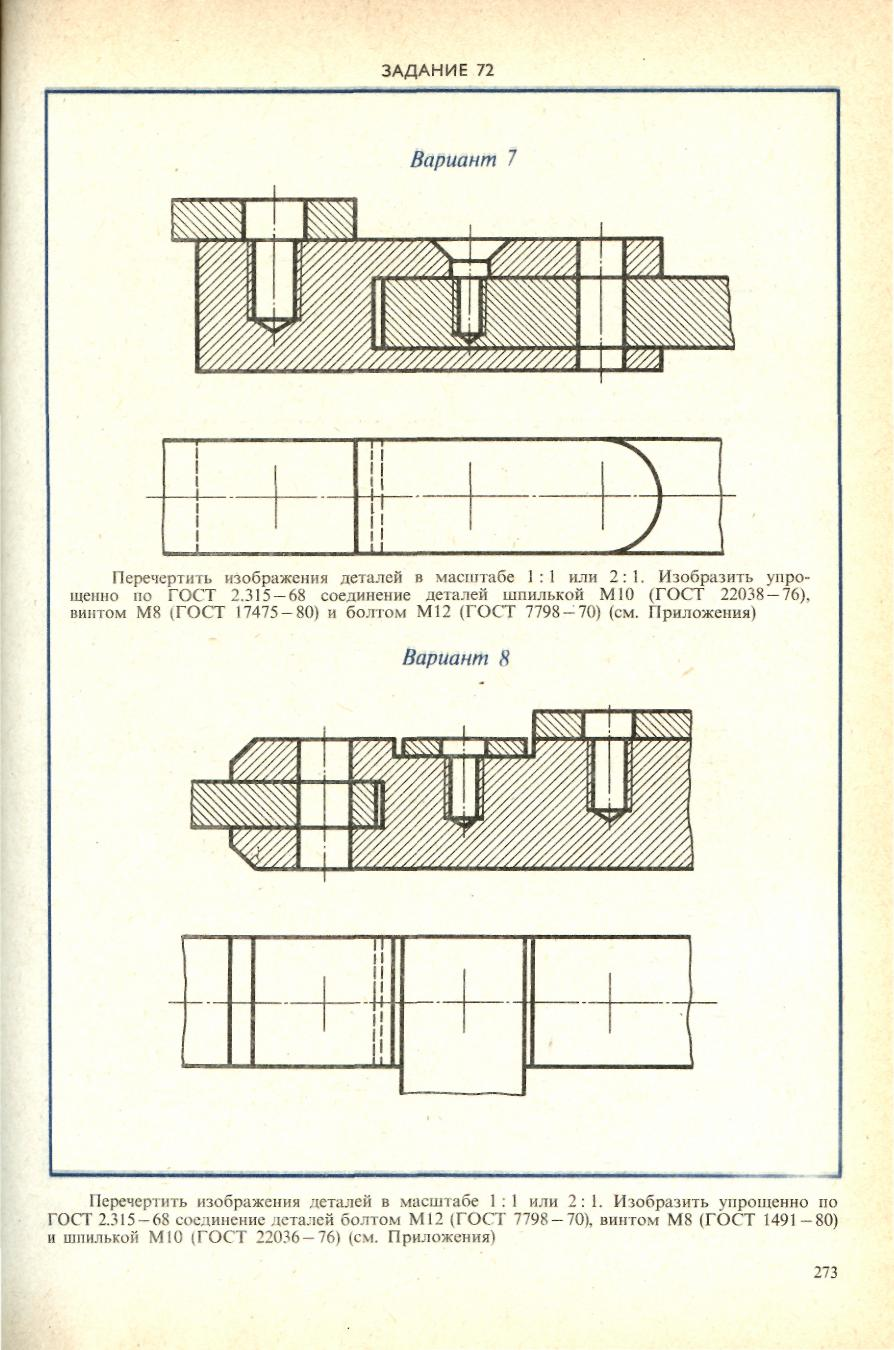 ЗАДАНИЕ 72
Вариант 7
Перечертить изображения деталей в масштабе 1 : 1 или 2 : 1. Изобразить упро-
щенно по ГОСТ 2.315—68 соединение деталей шпилькой М10 (ГОСТ 22038—76),
винтом М8 (ГОСТ 17475—80) и болтом М12 (ГОСТ 7798—70) (см. Приложения)
Вариант 8
Перечертить изображения деталей в масштабе 1 : 1 или 2 : 1. Изобразить упрощенно по
ГОСТ 2.315—68 соединение деталей болтом М12 (ГОСТ 7798—70), винтом М8 (ГОСТ 1491—80)
и шпилькой М10 (ГОСТ 22036—76) (см. Приложения)
273